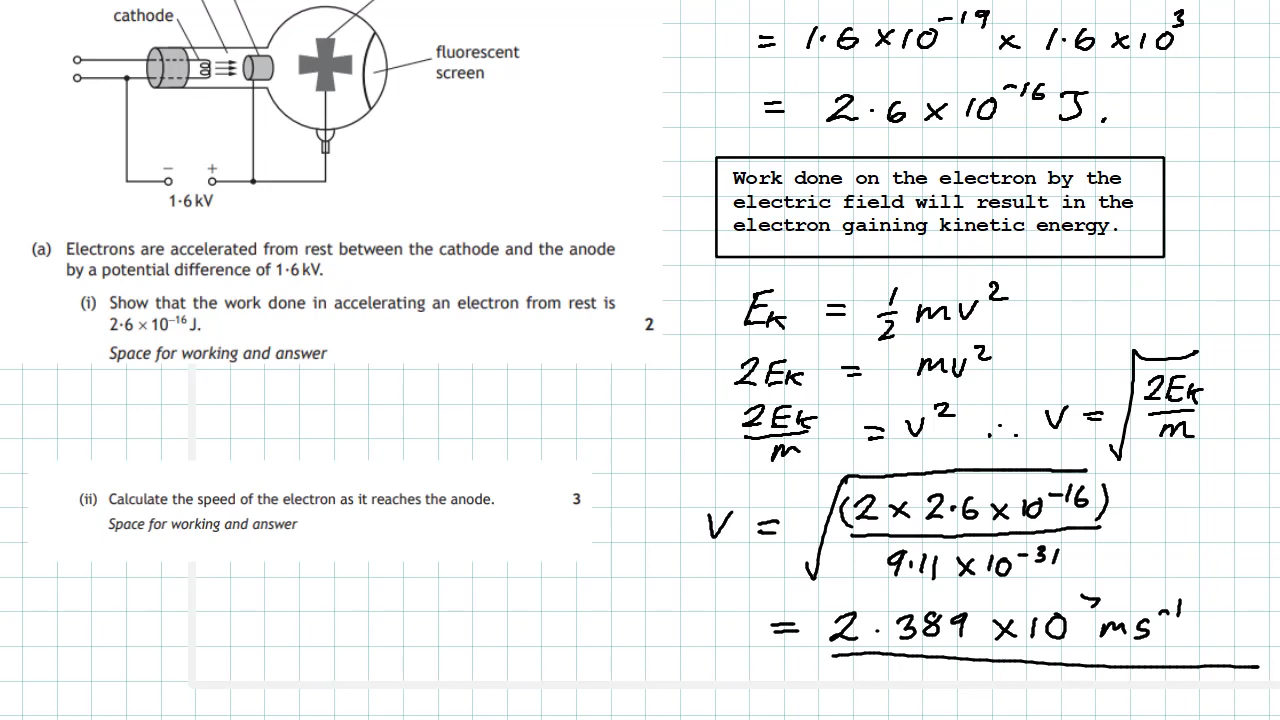 cathode
fluorescent
screen
− +
1·6 kV
(a) Electrons are accelerated from rest between the cathode and the anode
by a potential difference of 1·6 kV.
(i) Show that the work done in accelerating an electron from rest is
2·6 × 10⁻¹⁶ J.
2
Space for working and answer
(ii) Calculate the speed of the electron as it reaches the anode.
3
Space for working and answer
= 1·6 × 10⁻¹⁹ × 1·6 × 10³
= 2·6 × 10⁻¹⁶ J.
Work done on the electron by the
electric field will result in the
electron gaining kinetic energy.
Eₖ = ½ mv²
2Eₖ = mv²
2Eₖ/m = v² ∴ v = √(2Eₖ/m)
v = √((2 × 2·6 × 10⁻¹⁶)/9·11 × 10⁻³¹)
= 2·389 × 10⁷ ms⁻¹